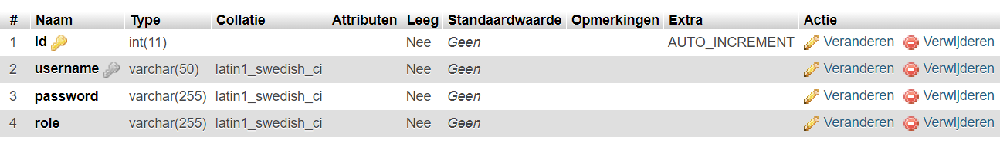 # Naam Type Collatie Attributen Leeg Standaardwaarde Opmerkingen Extra Actie
1 id int(11) Nee Geen AUTO_INCREMENT Veranderen Verwijderen
2 username varchar(50) latin1_swedish_ci Nee Geen Veranderen Verwijderen
3 password varchar(255) latin1_swedish_ci Nee Geen Veranderen Verwijderen
4 role varchar(255) latin1_swedish_ci Nee Geen Veranderen Verwijderen